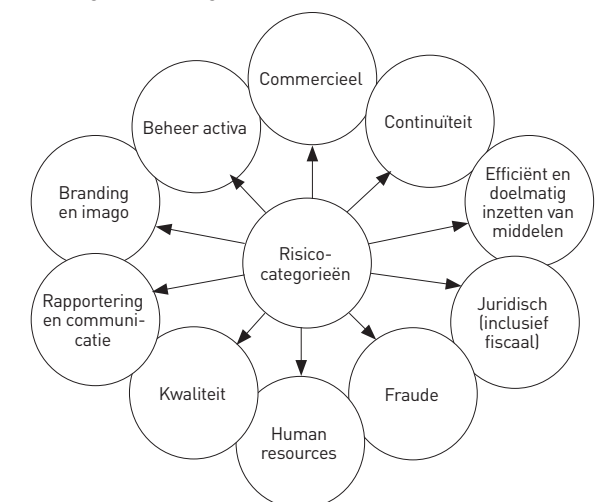 Commercieel
Continuïteit
Efficiënt en
doelmatig
inzetten van
middelen
Juridisch
(inclusief
fiscaal)
Fraude
Human
resources
Kwaliteit
Rapportering
en communi-
catie
Branding
en imago
Beheer activa
Risico-
categorieën